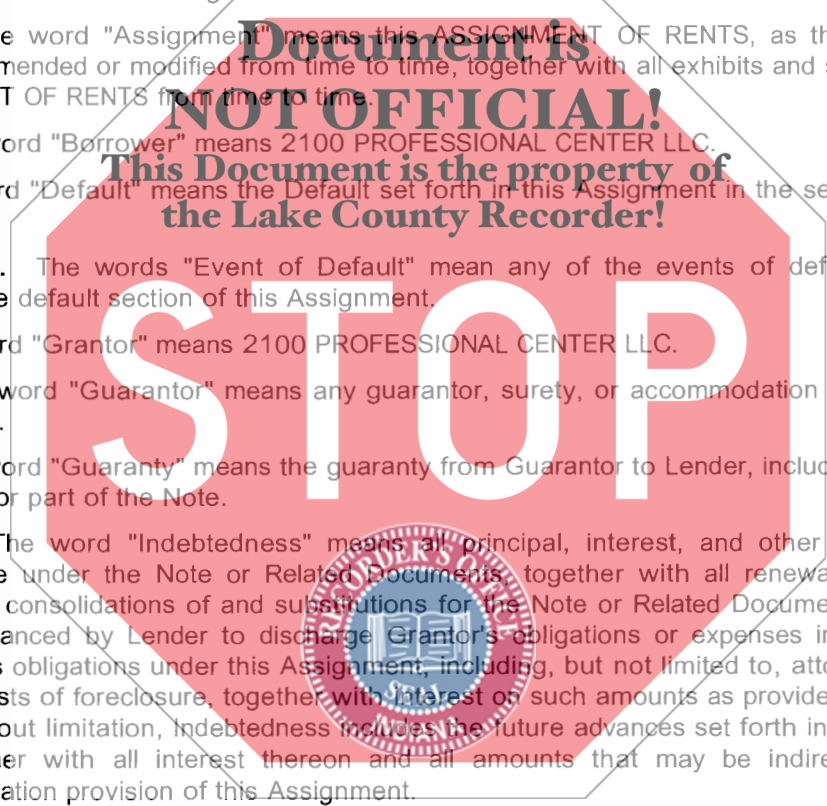 e word "Assignment" means this ASSIGNMENT OF RENTS, as th
mended or modified from time to time, together with all exhibits and
T OF RENTS from time to time.
ord "Borrower" means 2100 PROFESSIONAL CENTER LLC.
rd "Default" means the Default set forth in this Assignment in the se
. The words "Event of Default" mean any of the events of def
e default section of this Assignment.
rd "Grantor" means 2100 PROFESSIONAL CENTER LLC.
word "Guarantor" means any guarantor, surety, or accommodation
.
ord "Guaranty" means the guaranty from Guarantor to Lender, includ
or part of the Note.
The word "Indebtedness" means all principal, interest, and other
e under the Note or Related Documents, together with all renewa
consolidations of and substitutions for the Note or Related Docume
anced by Lender to discharge Grantor's obligations or expenses in
s obligations under this Assignment, including, but not limited to, atto
sts of foreclosure, together with interest on such amounts as provide
out limitation, Indebtedness includes the future advances set forth in
er with all interest thereon and all amounts that may be indire
ation provision of this Assignment.
Document is
NOT OFFICIAL!
This Document is the property of
the Lake County Recorder!
STOP
RECORDER'S OFFICE
SEAL
INDIANA